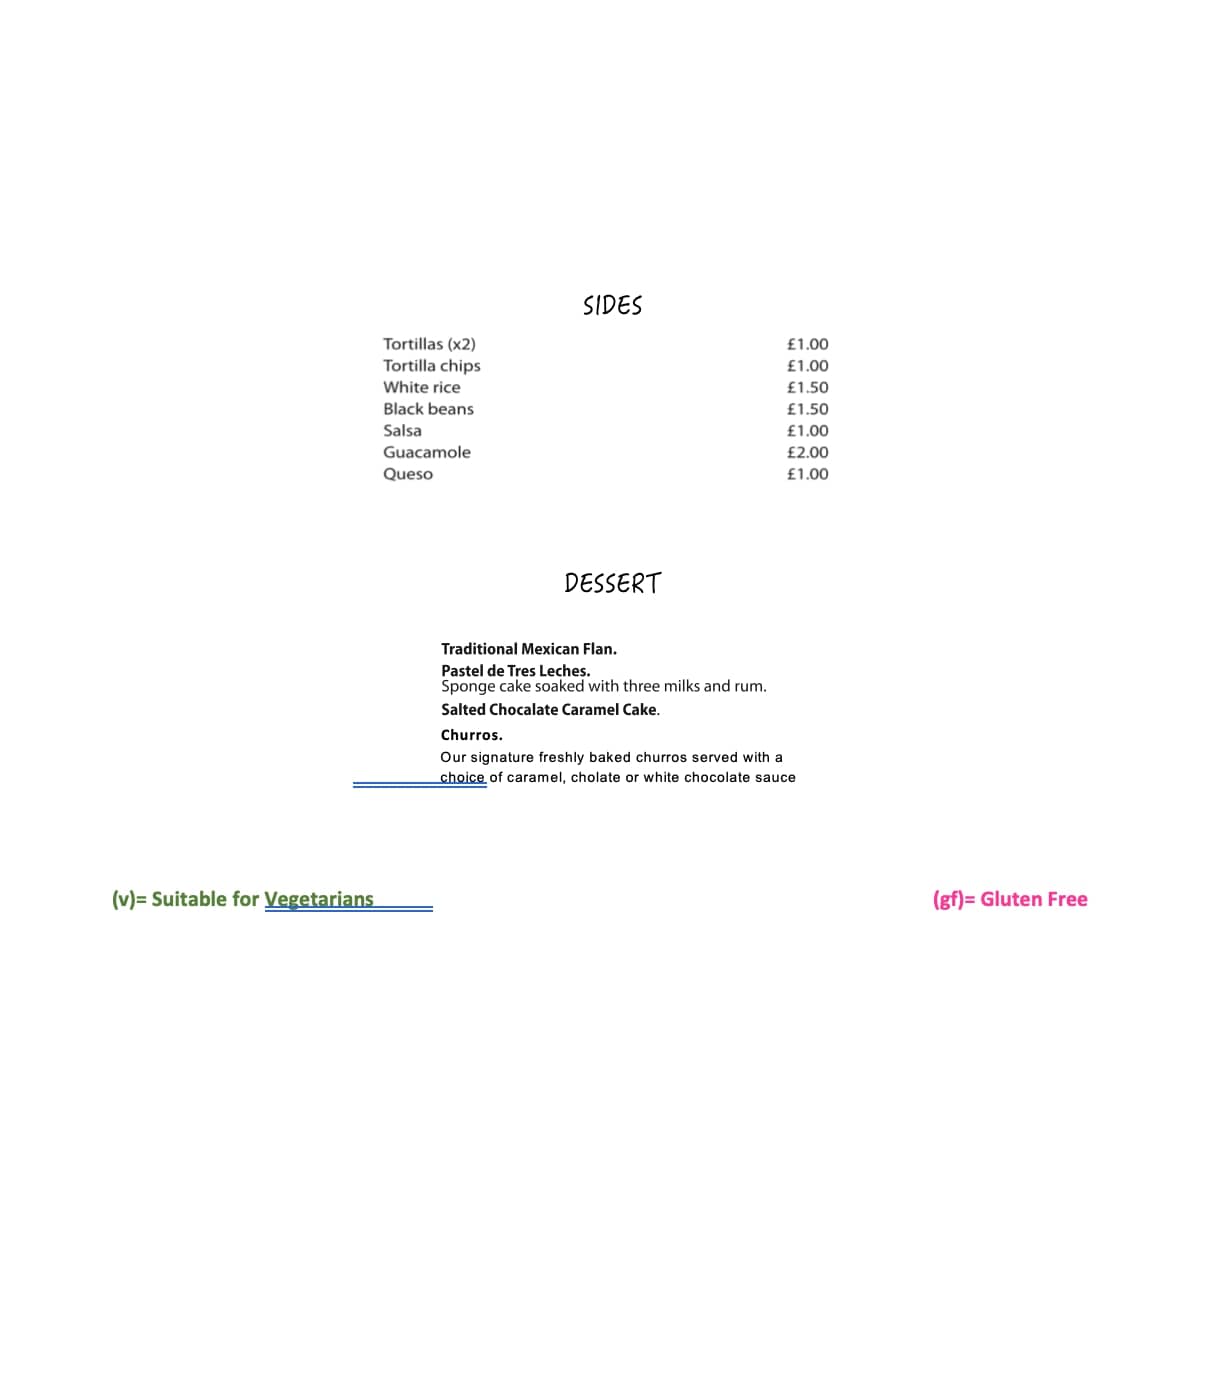 SIDES
Tortillas (x2) £1.00
Tortilla chips £1.00
White rice £1.50
Black beans £1.50
Salsa £1.00
Guacamole £2.00
Queso £1.00
DESSERT
Traditional Mexican Flan.
Pastel de Tres Leches.
Sponge cake soaked with three milks and rum.
Salted Chocalate Caramel Cake.
Churros.
Our signature freshly baked churros served with a
choice of caramel, cholate or white chocolate sauce
(v)= Suitable for Vegetarians (gf)= Gluten Free